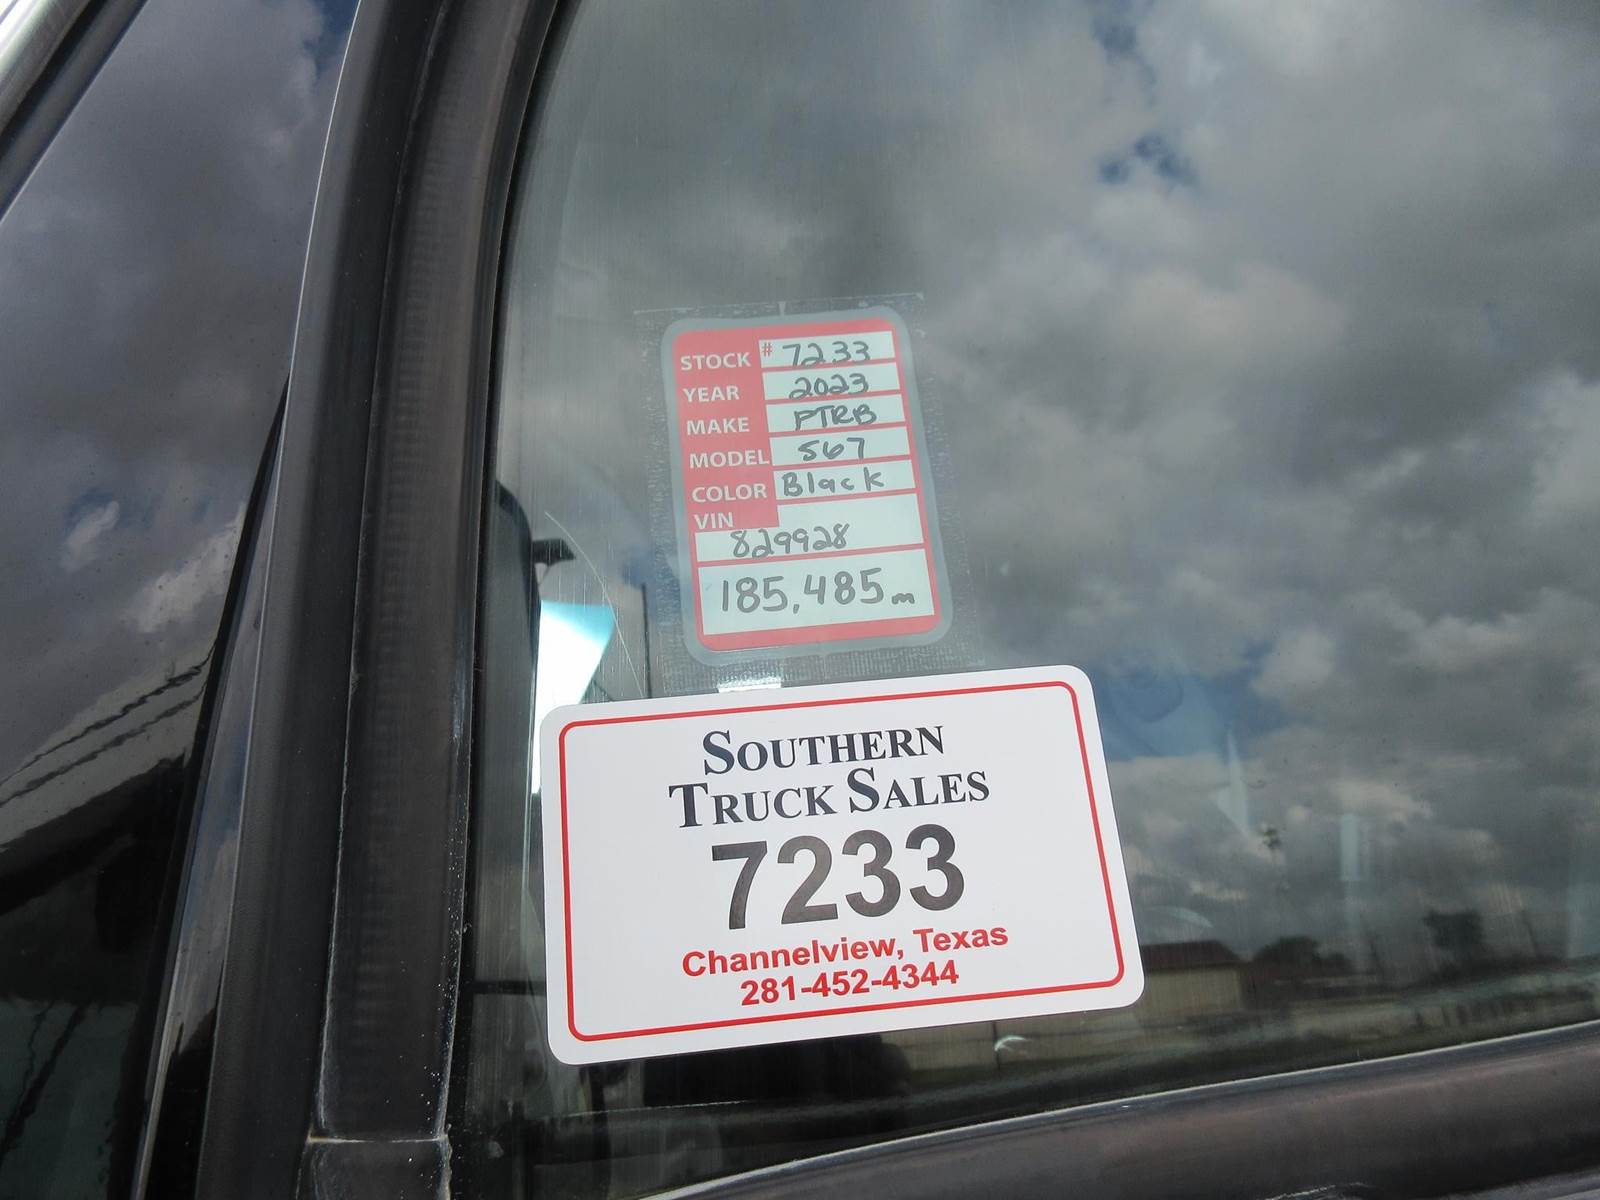 STOCK # 7233
YEAR 2023
MAKE PTRB
MODEL 567
COLOR Black
VIN
829928
185,485 m
SOUTHERN
TRUCK SALES
7233
Channelview, Texas
281-452-4344